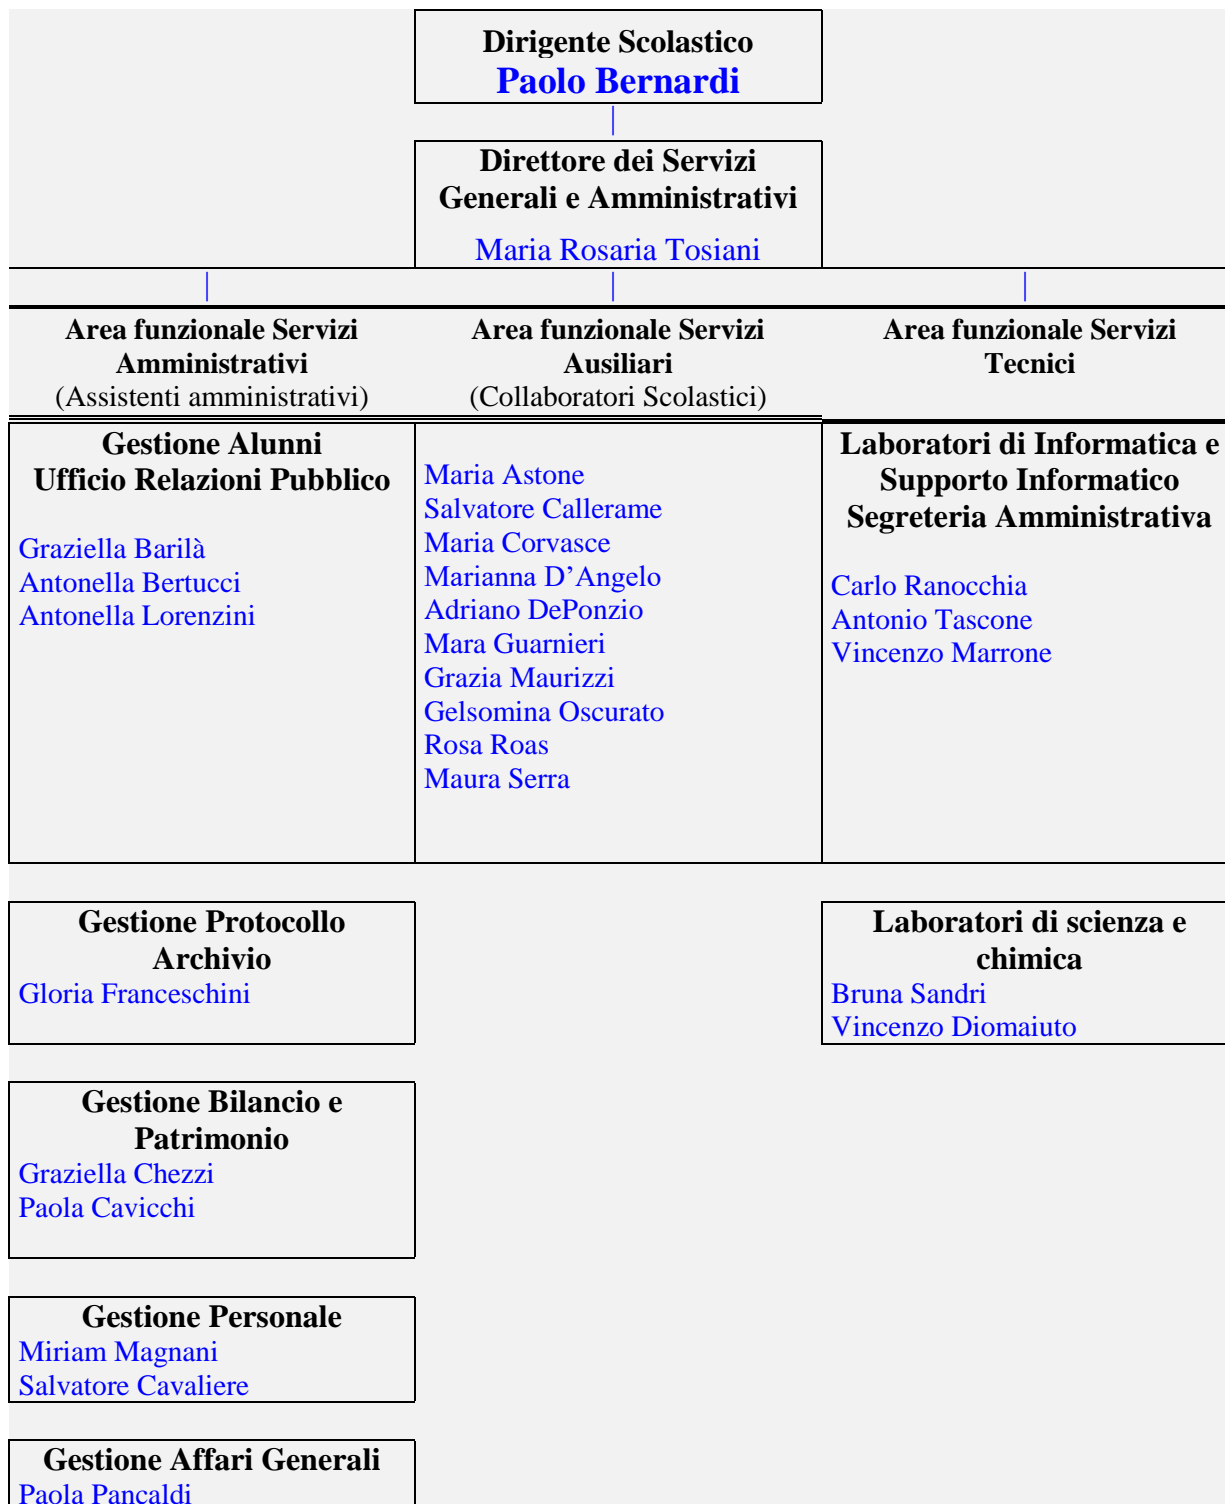 Dirigente Scolastico
Paolo Bernardi
Direttore dei Servizi
Generali e Amministrativi
Maria Rosaria Tosiani
Area funzionale Servizi
Amministrativi
(Assistenti amministrativi)
Area funzionale Servizi
Ausiliari
(Collaboratori Scolastici)
Area funzionale Servizi
Tecnici
Gestione Alunni
Ufficio Relazioni Pubblico
Graziella Barilà
Antonella Bertucci
Antonella Lorenzini
Maria Astone
Salvatore Callerame
Maria Corvasce
Marianna D’Angelo
Adriano DePonzio
Mara Guarnieri
Grazia Maurizzi
Gelsomina Oscurato
Rosa Roas
Maura Serra
Laboratori di Informatica e
Supporto Informatico
Segreteria Amministrativa
Carlo Ranocchia
Antonio Tascone
Vincenzo Marrone
Gestione Protocollo
Archivio
Gloria Franceschini
Laboratori di scienza e
chimica
Bruna Sandri
Vincenzo Diomaiuto
Gestione Bilancio e
Patrimonio
Graziella Chezzi
Paola Cavicchi
Gestione Personale
Miriam Magnani
Salvatore Cavaliere
Gestione Affari Generali
Paola Pancaldi